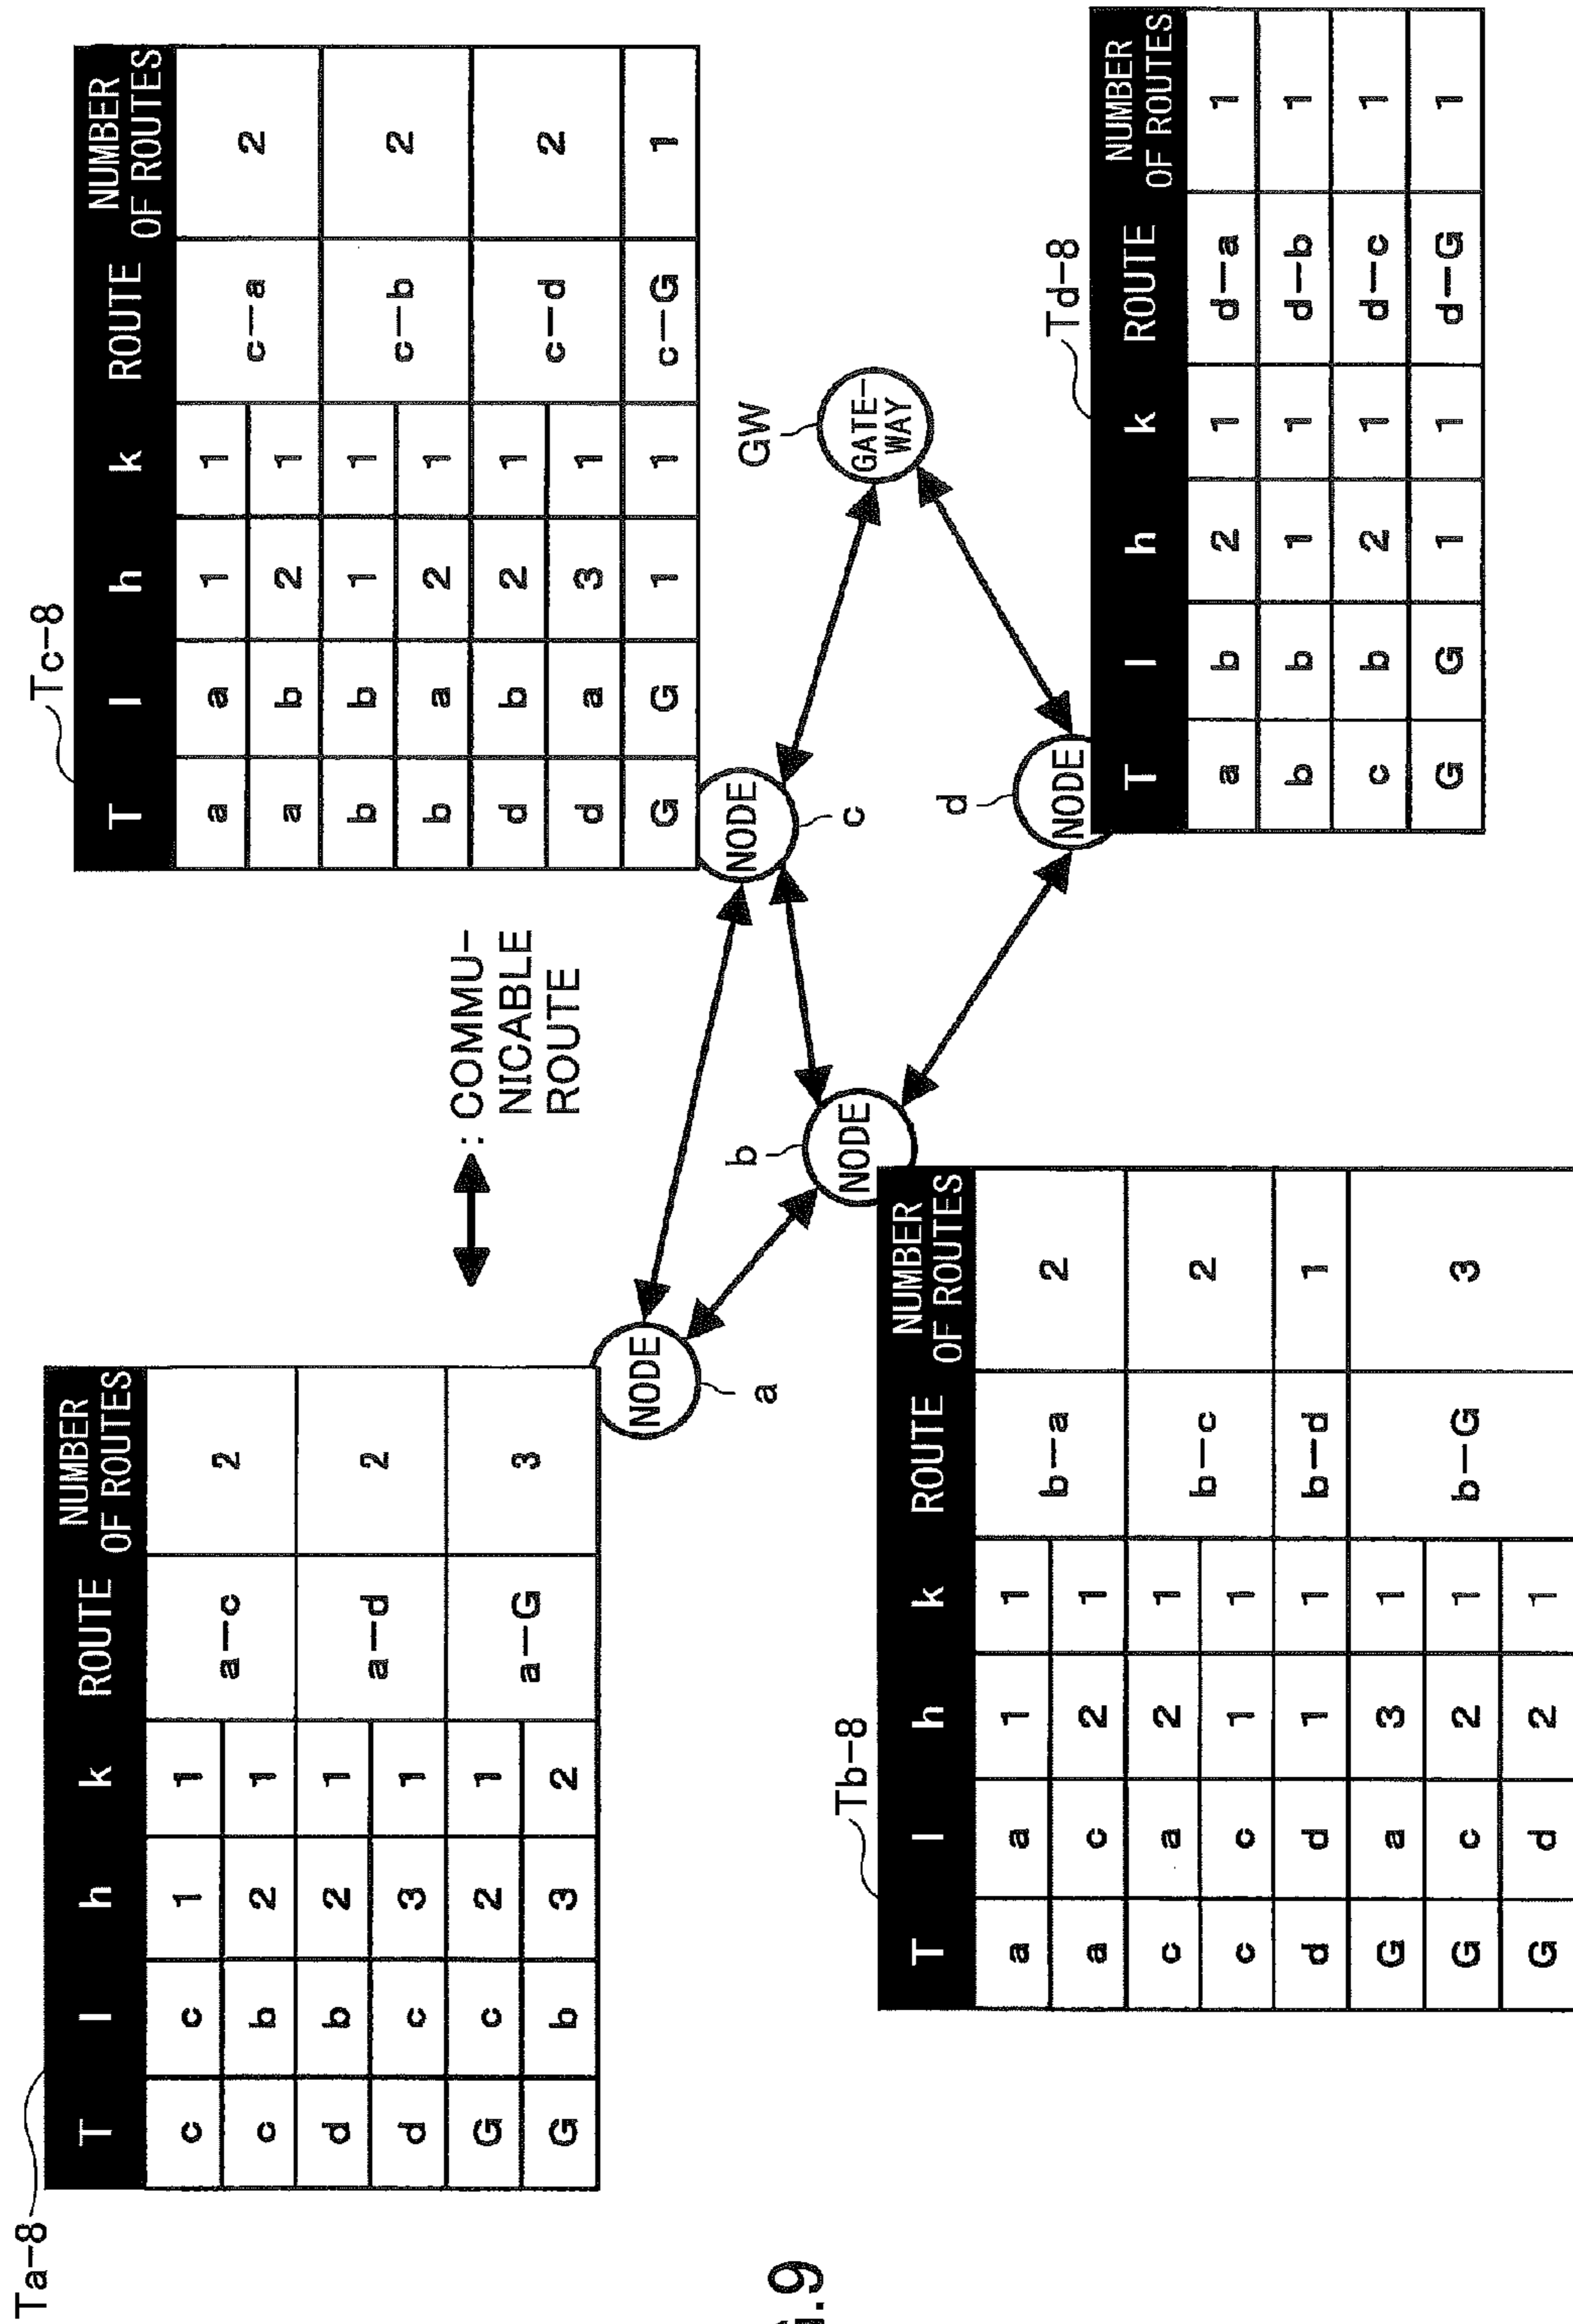 Ta-8
T l h k ROUTE NUMBER OF ROUTES
c c 1 1 a—c 2
c b 2 1
d b 2 1 a—d 2
d c 3 1
G c 2 1 a—G 3
G b 3 2
Tc-8
T l h k ROUTE NUMBER OF ROUTES
a a 1 1 c—a 2
a b 2 1
b b 1 1 c—b 2
b a 2 1
d b 2 1 c—d 2
d a 3 1
G G 1 1 c—G 1
: COMMU-
NICABLE
ROUTE
NODE
a
NODE
b
NODE
c
NODE
d
GW
GATE-
WAY
Tb-8
T l h k ROUTE NUMBER OF ROUTES
a a 1 1 b—a 2
a c 2 1
c a 2 1 b—c 2
c c 1 1
d d 1 1 b—d 1
G a 3 1 b—G 3
G c 2 1
G d 2 1
Td-8
T l h k ROUTE NUMBER OF ROUTES
a b 2 1 d—a 1
b b 1 1 d—b 1
c b 2 1 d—c 1
G G 1 1 d—G 1
.9